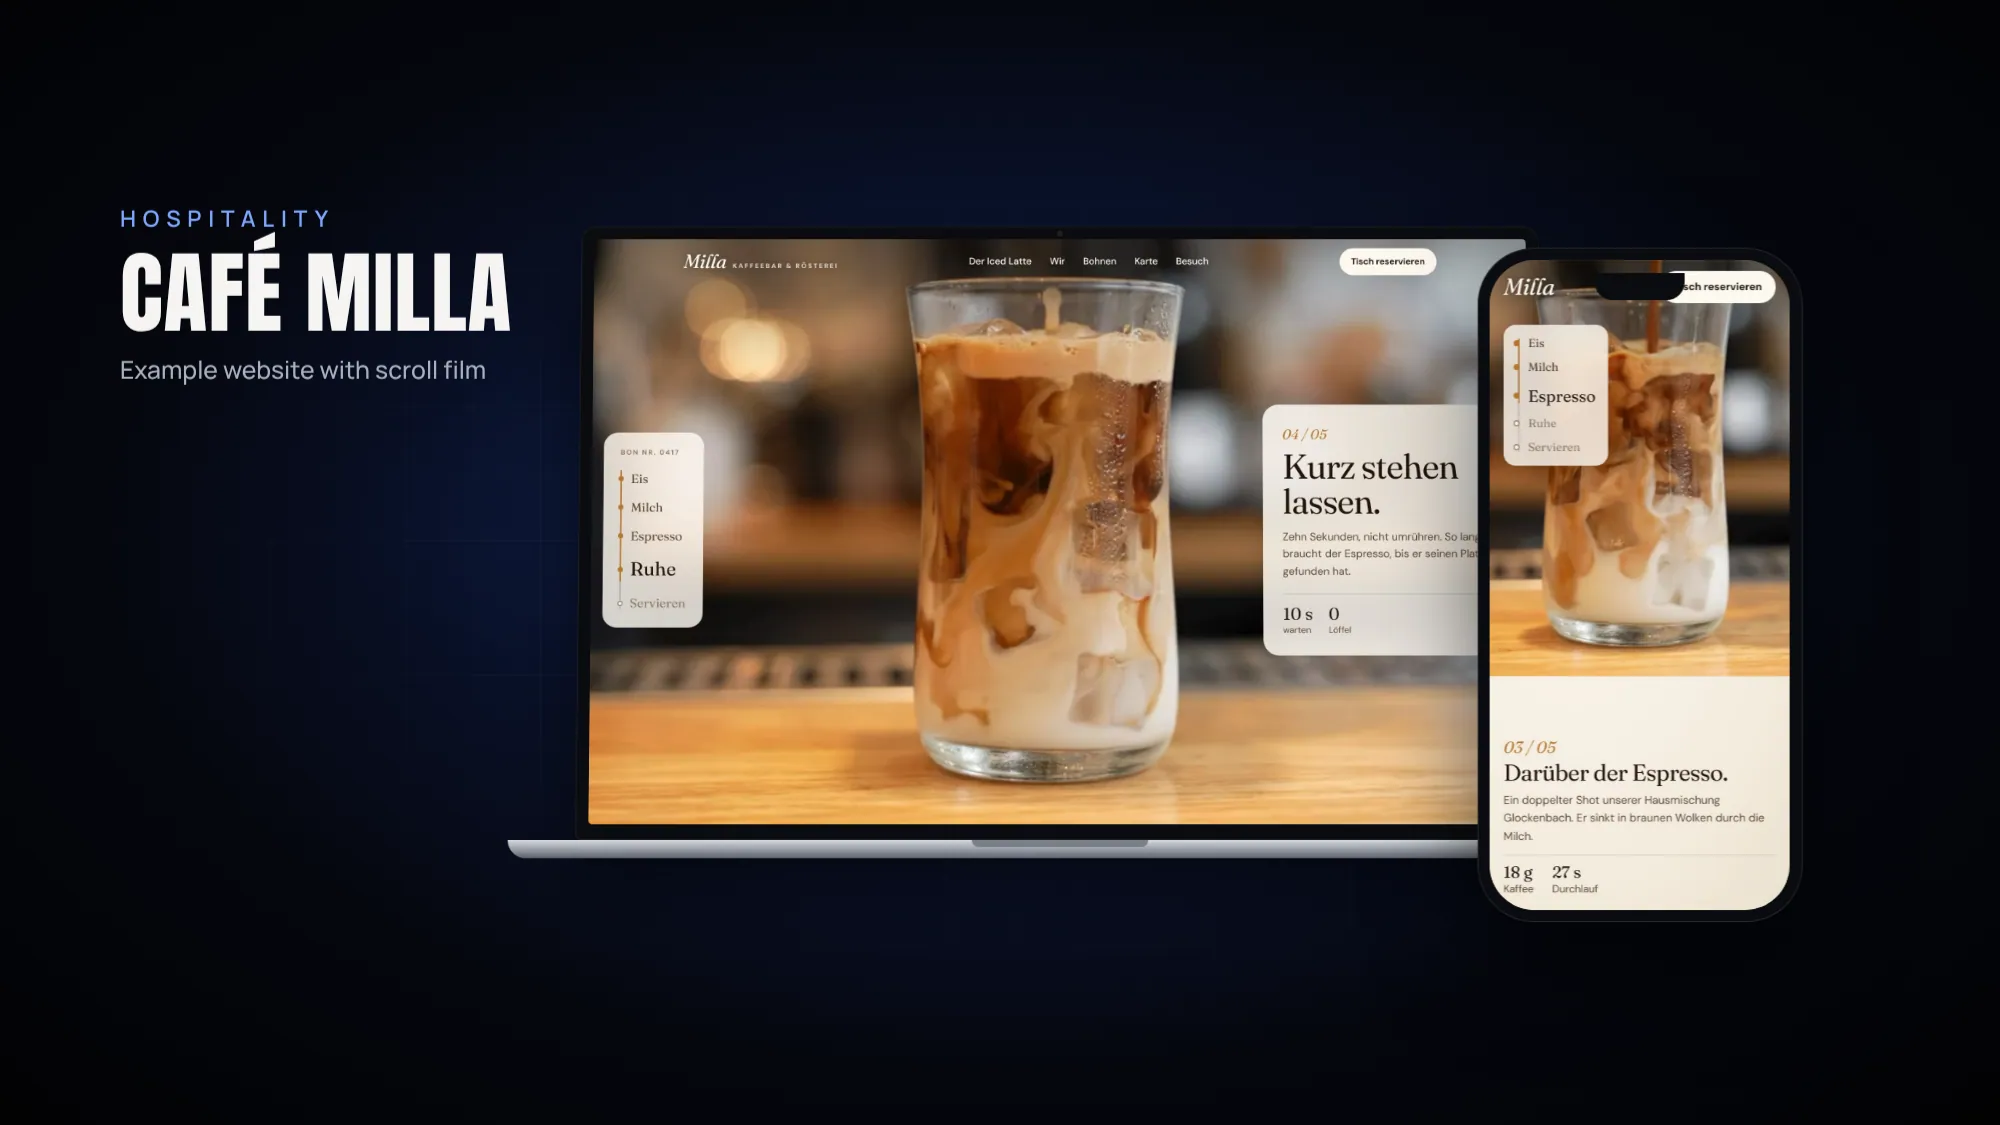 HOSPITALITY
CAFÉ MILLA
Example website with scroll film
Milla KAFFEEBAR & RÖSTEREI
Der Iced Latte Wir Bohnen Karte Besuch
Tisch reservieren
BON NR. 0417
Eis
Milch
Espresso
Ruhe
Servieren
04 / 05
Kurz stehen
lassen.
Zehn Sekunden, nicht umrühren. So
braucht der Espresso, bis er seinen
gefunden hat.
10 s 0
warten Löffel
Milla
reservieren
Eis
Milch
Espresso
Ruhe
Servieren
03 / 05
Darüber der Espresso.
Ein doppelter Shot unserer Hausmischung
Glockenbach. Er sinkt in braunen Wolken durch die
Milch.
18 g 27 s
Kaffee Durchlauf